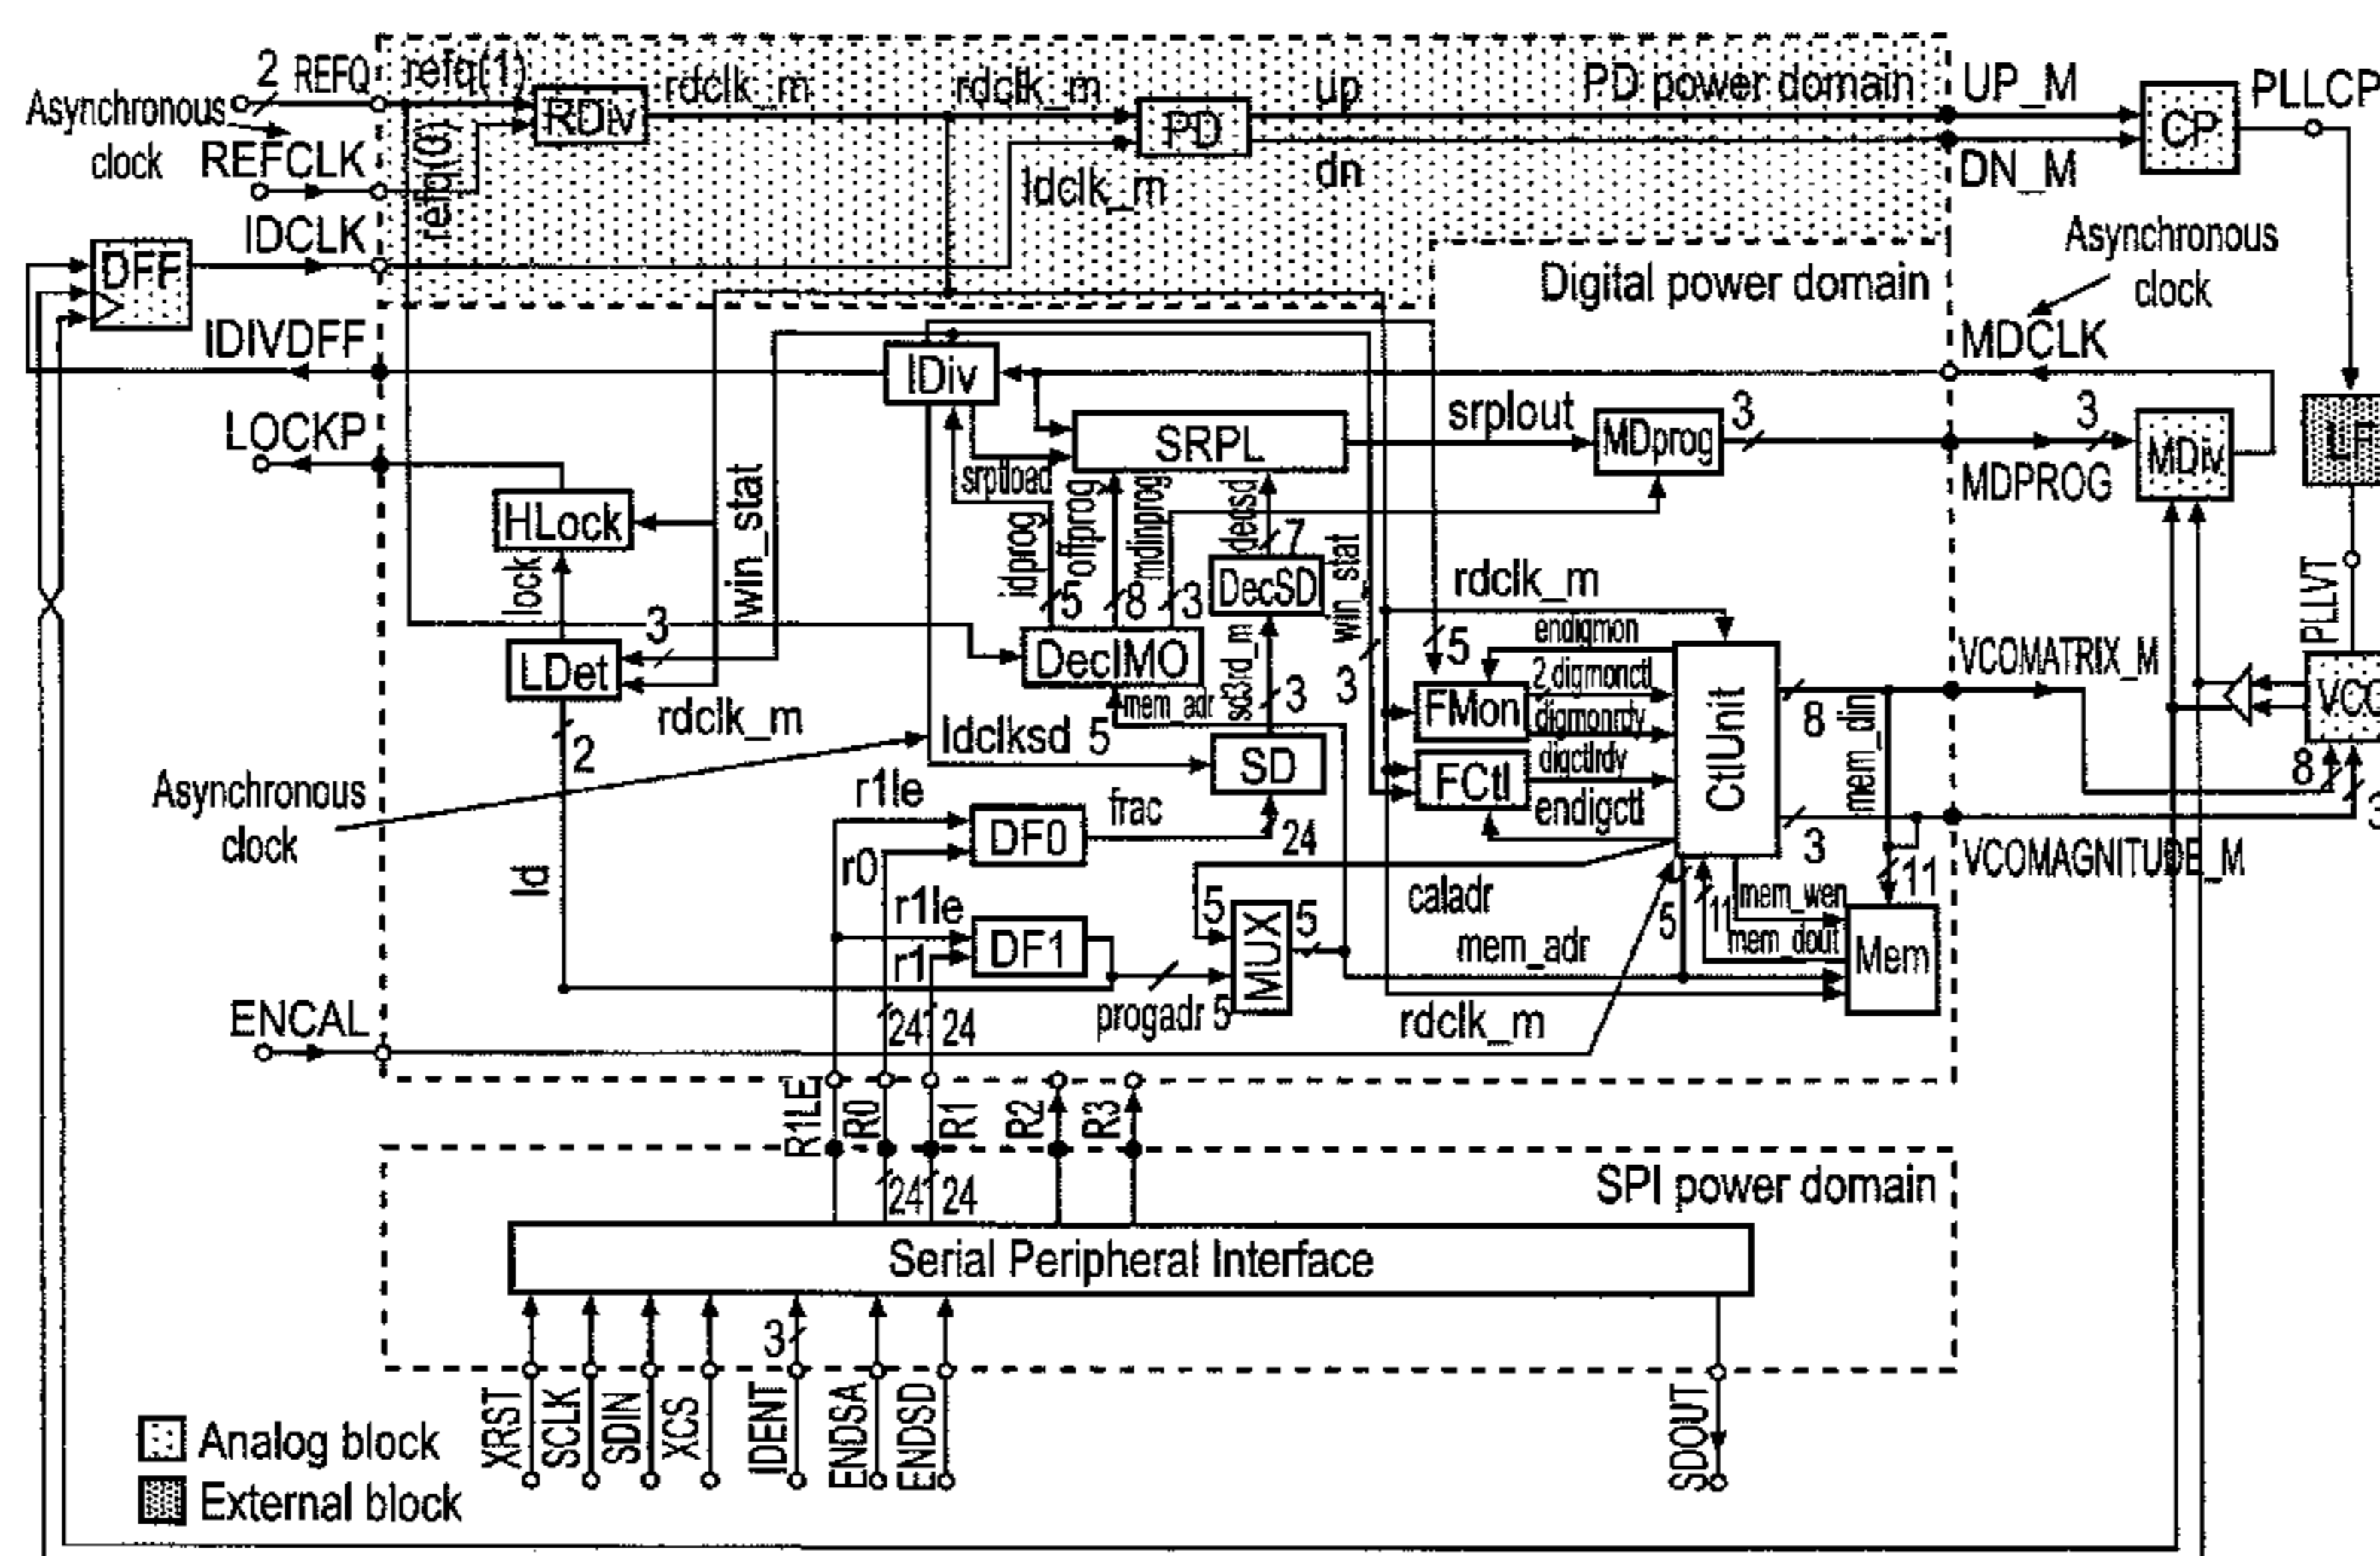 2 REFQ
refq(1)
rdclk_m
rdclk_m
up
PD power domain
UP_M
PLLCP
Asynchronous
clock
RDiv
PD
CP
REFCLK
refq(0)
dn
DN_M
ldclk_m
IDCLK
DFF
Asynchronous
clock
Digital power domain
IDIVDFF
IDiv
MDCLK
LOCKP
SRPL
srplout
MDprog
3
3
MDiv
MDPROG
srplload
HLock
win_stat
idprog
offprog
mdinprog
decsd
7
lock
5
8
3
DecSD
win_stat
rdclk_m
PLLVT
3
LDet
DecIMO
sd3rd_m
3
3
5
endigmon
2
digmonctl
digmonrdy
FMon
CtlUnit
VCOMATRIX_M
8
mem_din
rdclk_m
mem_adr
2
ldclksd
5
SD
FCtl
digctlrdy
endigctl
8
Asynchronous
clock
r1le
DF0
frac
24
3
3
VCOMAGNITUDE_M
r0
ld
r1le
DF1
r1
5
5
MUX
caladr
mem_adr
5
11
mem_wen
mem_dout
11
Mem
progadr 5
rdclk_m
ENCAL
24
24
R1LE
R0
R1
R2
R3
24
24
SPI power domain
Serial Peripheral Interface
3
XRST
SCLK
SDIN
XCS
IDENT
ENDSA
ENDSD
SDOUT
Analog block
External block